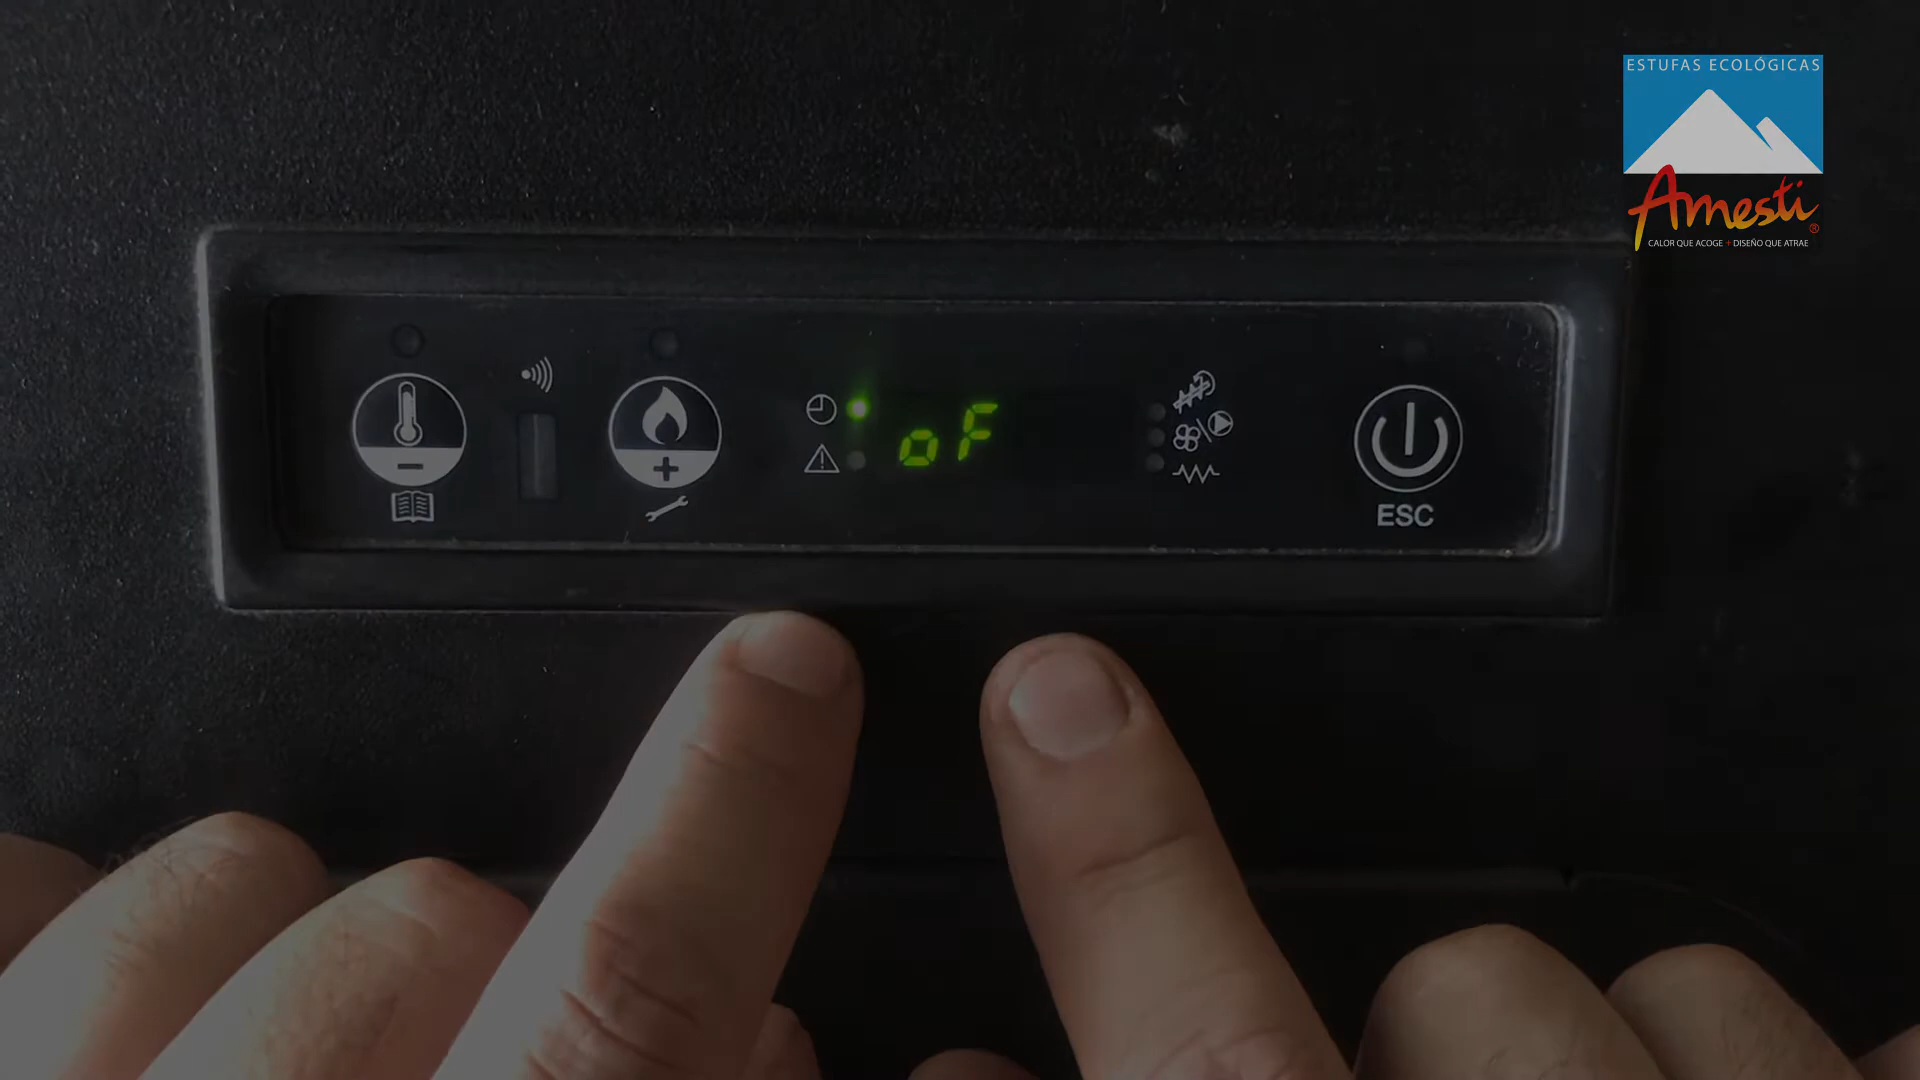 ESTUFAS ECOLÓGICAS
Amesti®
CALOR QUE ACOGE + DISEÑO QUE ATRAE
oF
ESC